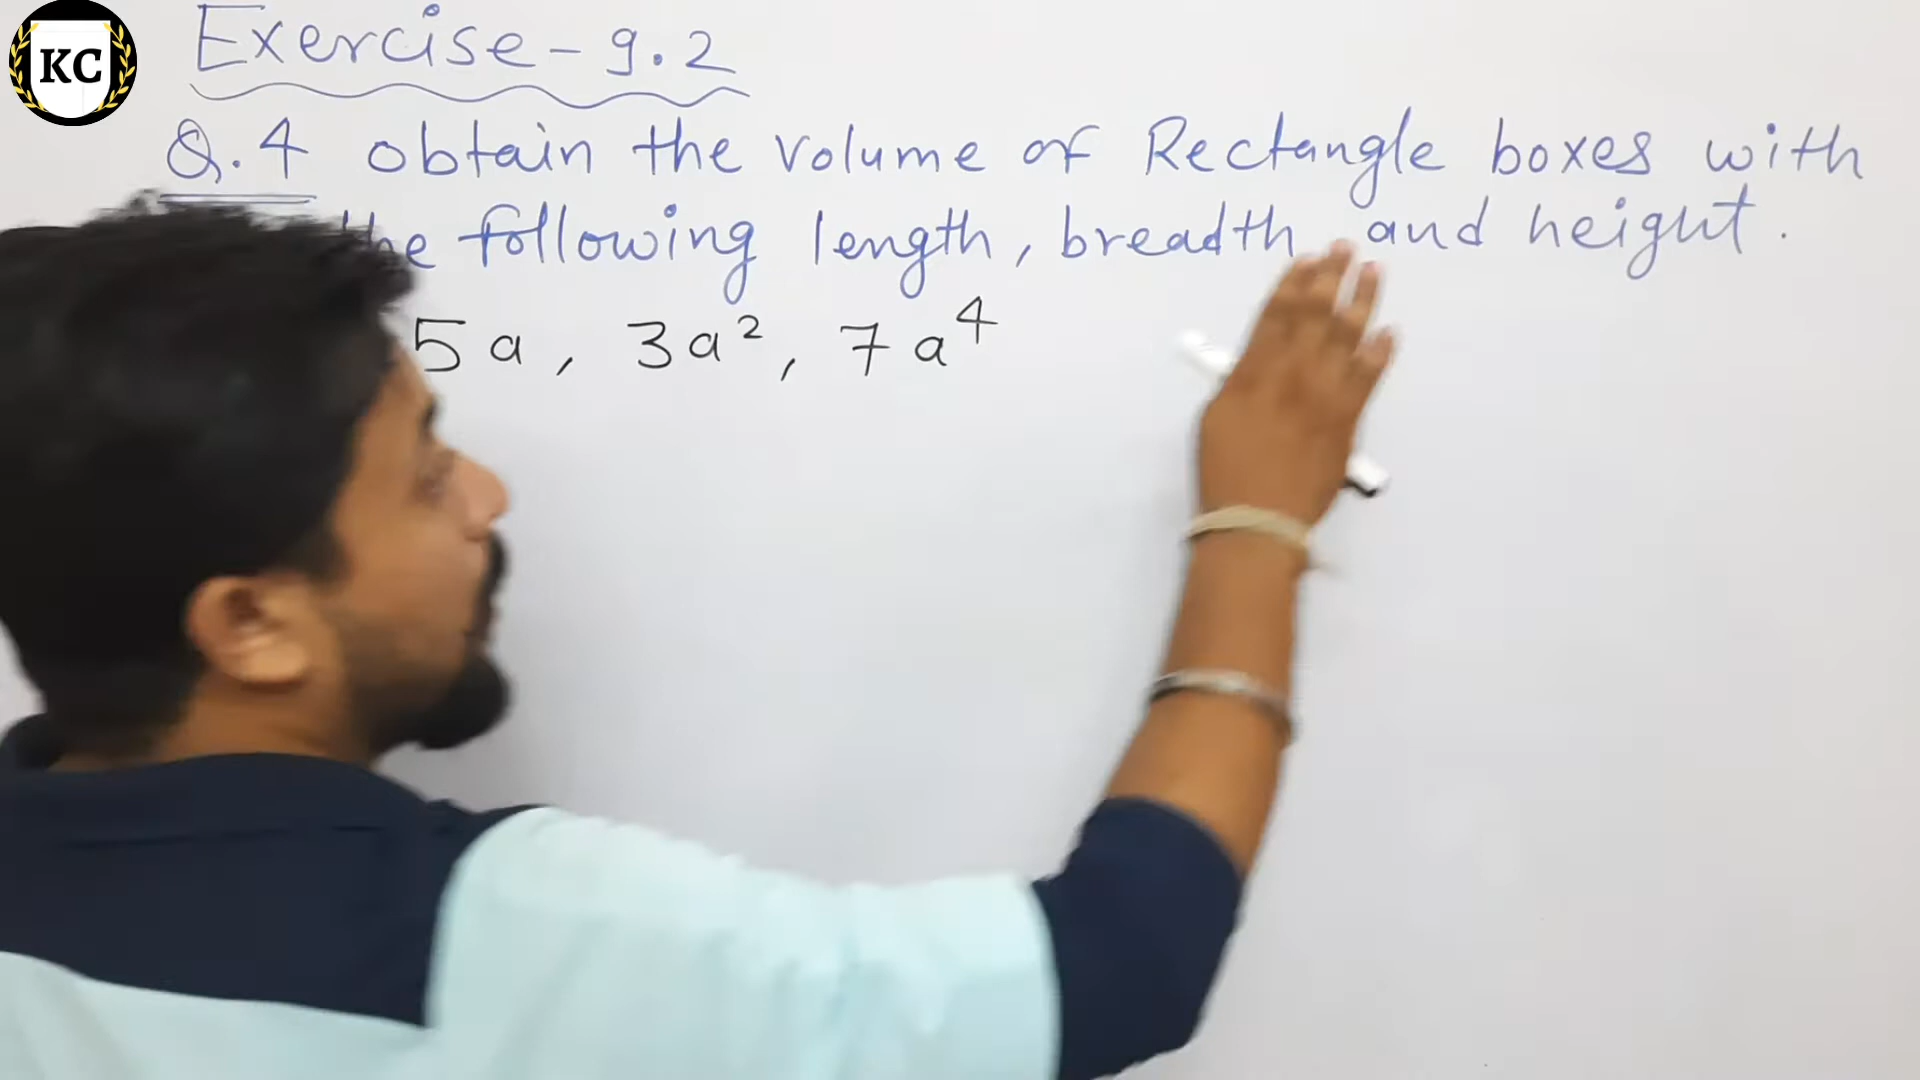 KC
Exercise - 9.2
Q.4 obtain the volume of Rectangle boxes with
he following length, breadth and height.
5a, 3a², 7a⁴